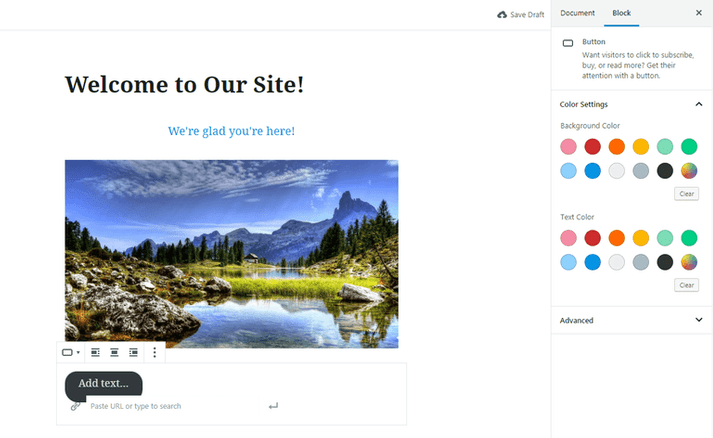 Save Draft
Document
Block
×
Welcome to Our Site!
We're glad you're here!
Add text...
Paste URL or type to search
Button
Want visitors to click to subscribe,
buy, or read more? Get their
attention with a button.
Color Settings
Background Color
Clear
Text Color
Clear
Advanced